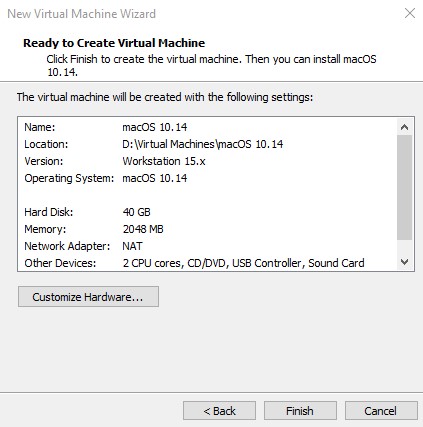 New Virtual Machine Wizard
Ready to Create Virtual Machine
Click Finish to create the virtual machine. Then you can install macOS
10.14.
The virtual machine will be created with the following settings:
Name: macOS 10.14
Location: D:\Virtual Machines\macOS 10.14
Version: Workstation 15.x
Operating System: macOS 10.14
Hard Disk: 40 GB
Memory: 2048 MB
Network Adapter: NAT
Other Devices: 2 CPU cores, CD/DVD, USB Controller, Sound Card
Customize Hardware...
< Back Finish Cancel